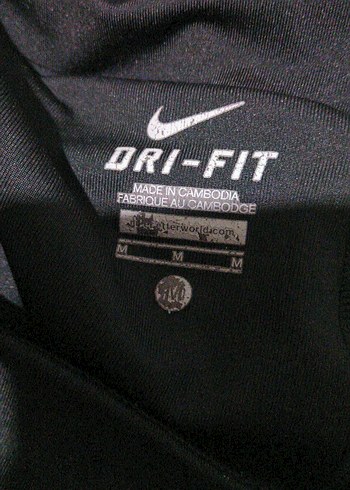 DRI-FIT
MADE IN CAMBODIA
FABRIQUE AU CAMBODGE
M M M